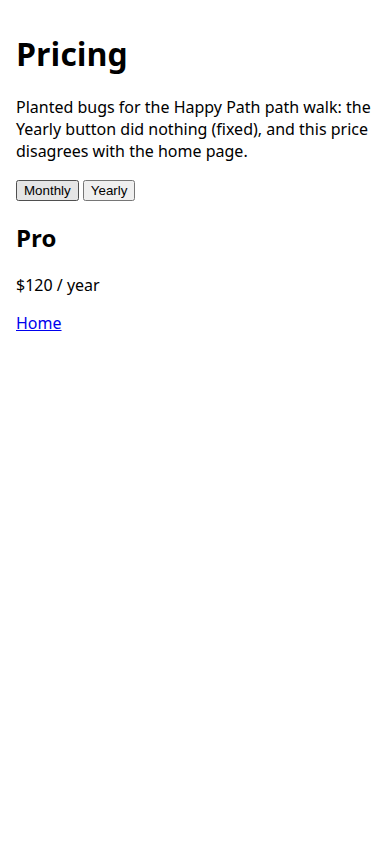 Pricing
Planted bugs for the Happy Path path walk: the
Yearly button did nothing (fixed), and this price
disagrees with the home page.
Monthly Yearly
Pro
$120 / year
Home